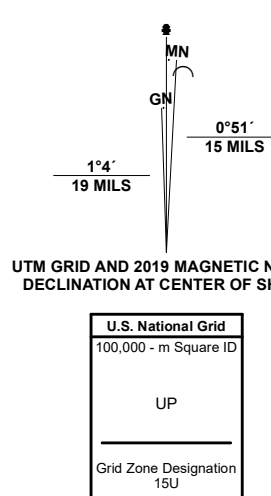 MN
GN
0°51´
15 MILS
1°4´
19 MILS
UTM GRID AND 2019 MAGNETIC N
DECLINATION AT CENTER OF SH
U.S. National Grid
100,000 - m Square ID
UP
Grid Zone Designation
15U